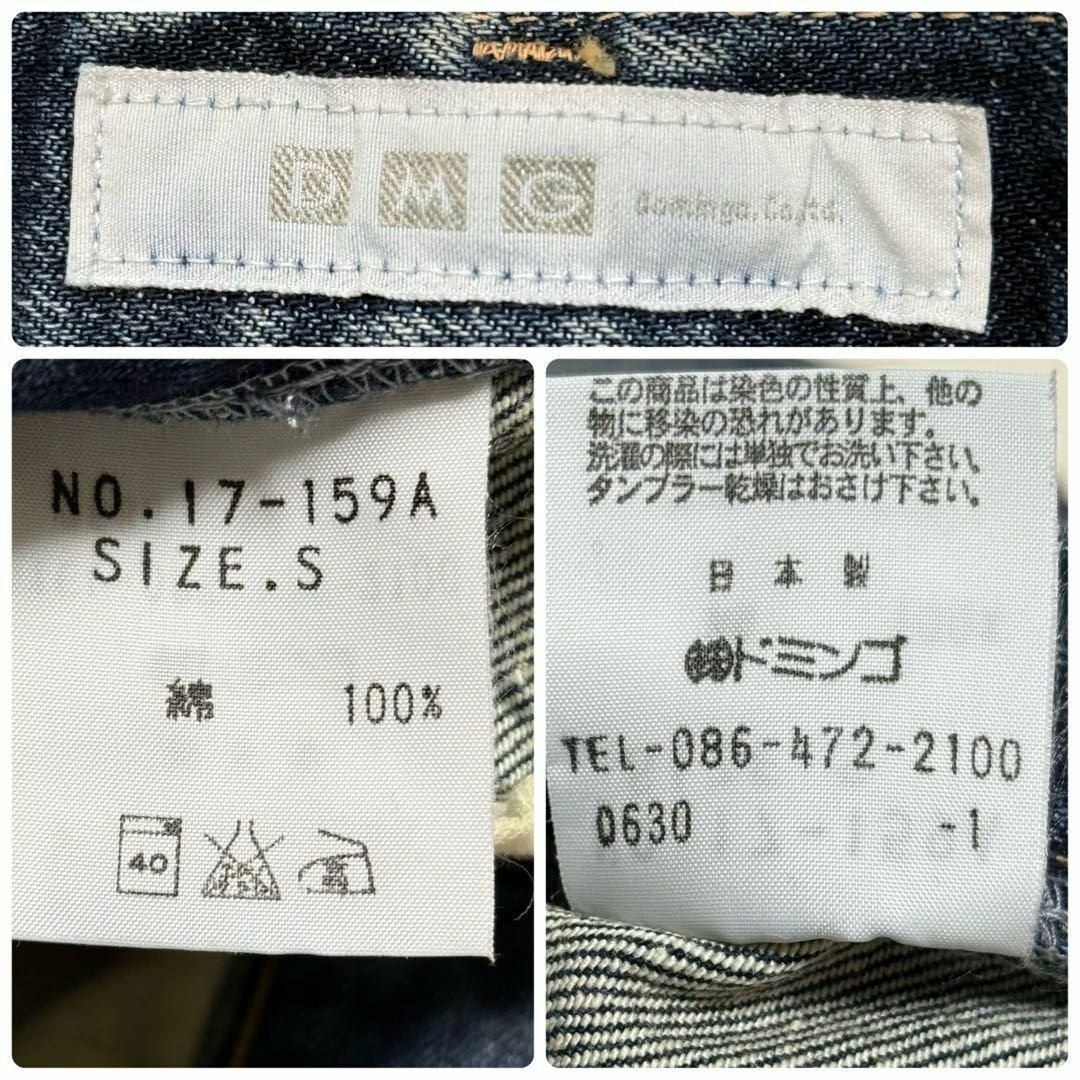 D M G Domingo.Co.,ltd.
NO.17-159A
SIZE.S
綿 100%
40
この商品は染色の性質上、他の
物に移染の恐れがあります。
洗濯の際には単独でお洗い下さい。
タンブラー乾燥はおさけ下さい。
日本製
㈱ドミンゴ
TEL-086-472-2100
0630 -1